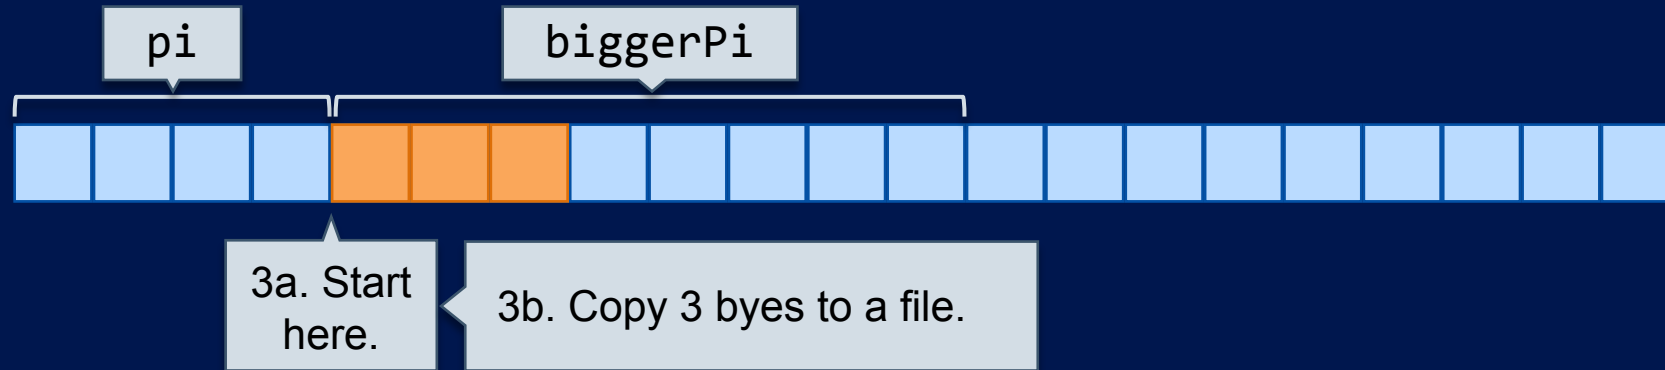 pi
biggerPi
3a. Start
here.
3b. Copy 3 byes to a file.